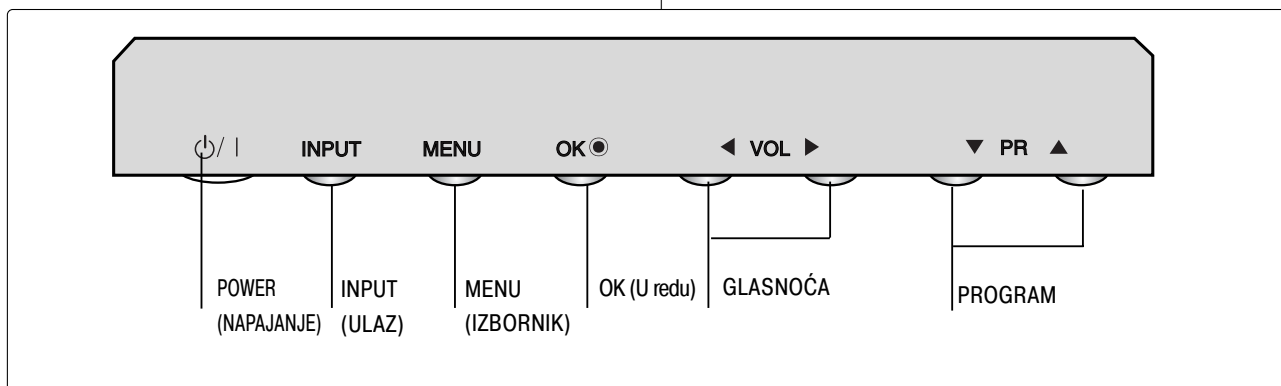 ⏻/ I INPUT MENU OK◉ ◀ VOL ▶ ▼ PR ▲
POWER
(NAPAJANJE)
INPUT
(ULAZ)
MENU
(IZBORNIK)
OK (U redu)
GLASNOĆA
PROGRAM